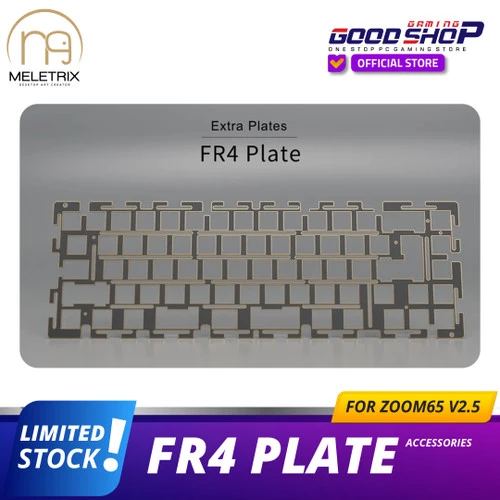 MELETRIX
DESKTOP ART CREATOR
GAMING
GOOD SHOP
ONE STOP PC GAMING STORE
OFFICIAL STORE
Extra Plates
FR4 Plate
FOR ZOOM65 V2.5
LIMITED
STOCK!
FR4 PLATE
ACCESSORIES